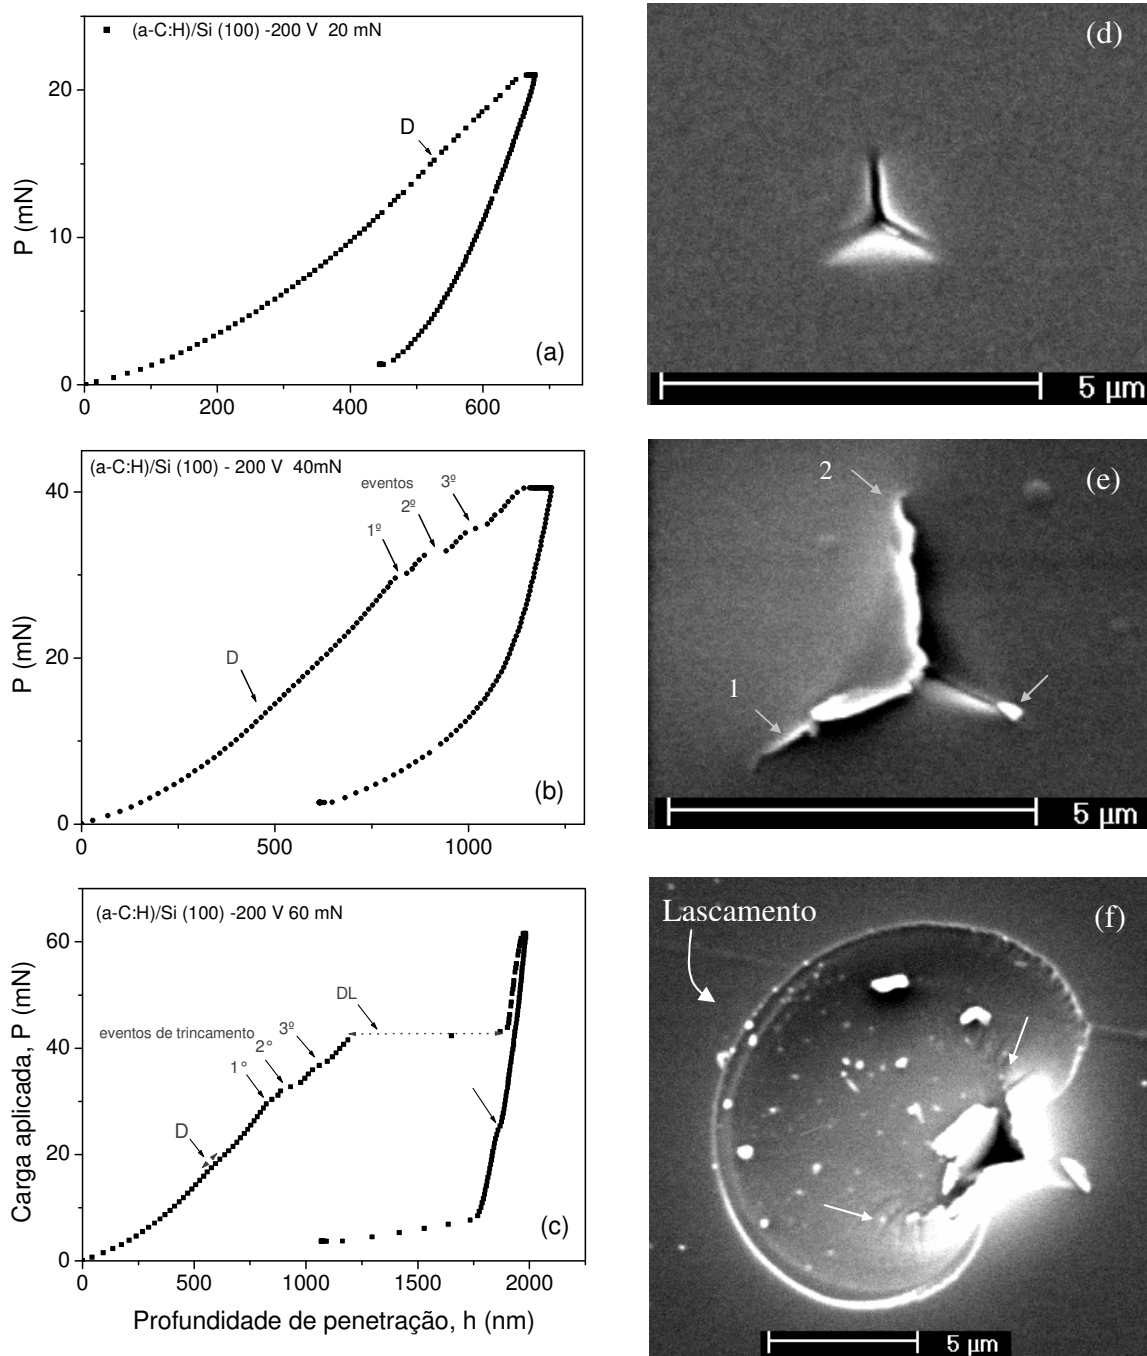 (a-C:H)/Si (100) -200 V 20 mN
20
10
0
P (mN)
D
(a)
0 200 400 600
(d)
5 µm
(a-C:H)/Si (100) - 200 V 40mN
40
20
0
P (mN)
eventos
1º
2º
3º
D
(b)
0 500 1000
2
(e)
1
5 µm
(a-C:H)/Si (100) -200 V 60 mN
60
40
20
0
Carga aplicada, P (mN)
DL
eventos de trincamento
1°
2°
3º
D
(c)
0 500 1000 1500 2000
Profundidade de penetração, h (nm)
Lascamento
(f)
5 µm